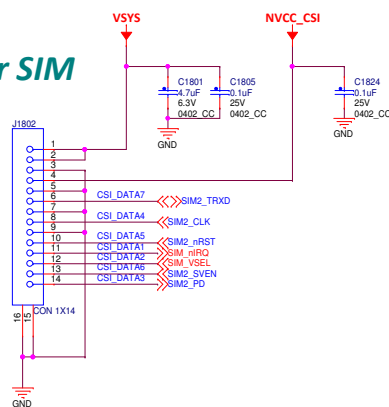 VSYS
NVCC_CSI
r SIM
C1801
4.7uF
6.3V
0402_CC
C1805
0.1uF
25V
0402_CC
C1824
0.1uF
25V
0402_CC
GND
GND
J1802
1
2
3
4
5
6 CSI_DATA7 SIM2_TRXD
7
8 CSI_DATA4 SIM2_CLK
9
10 CSI_DATA5 SIM2_nRST
11 CSI_DATA1 SIM_nIRQ
12 CSI_DATA2 SIM_VSEL
13 CSI_DATA6 SIM2_SVEN
14 CSI_DATA3 SIM2_PD
CON 1X14
16
15
GND